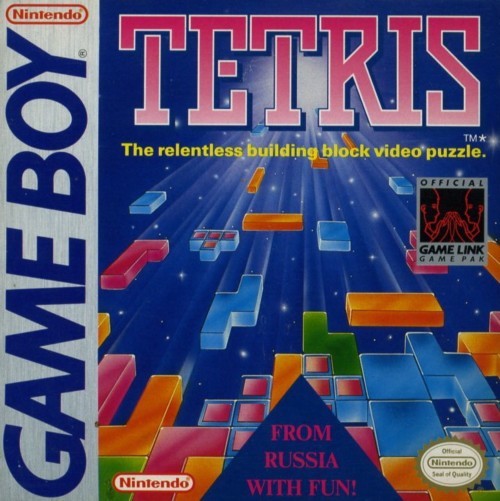 Nintendo
GAME BOY®
TETRIS
TM*
The relentless building block video puzzle.
OFFICIAL
GAME LINK
GAME PAK
FROM
RUSSIA
WITH FUN!
Nintendo
Official
Nintendo
Seal of Quality